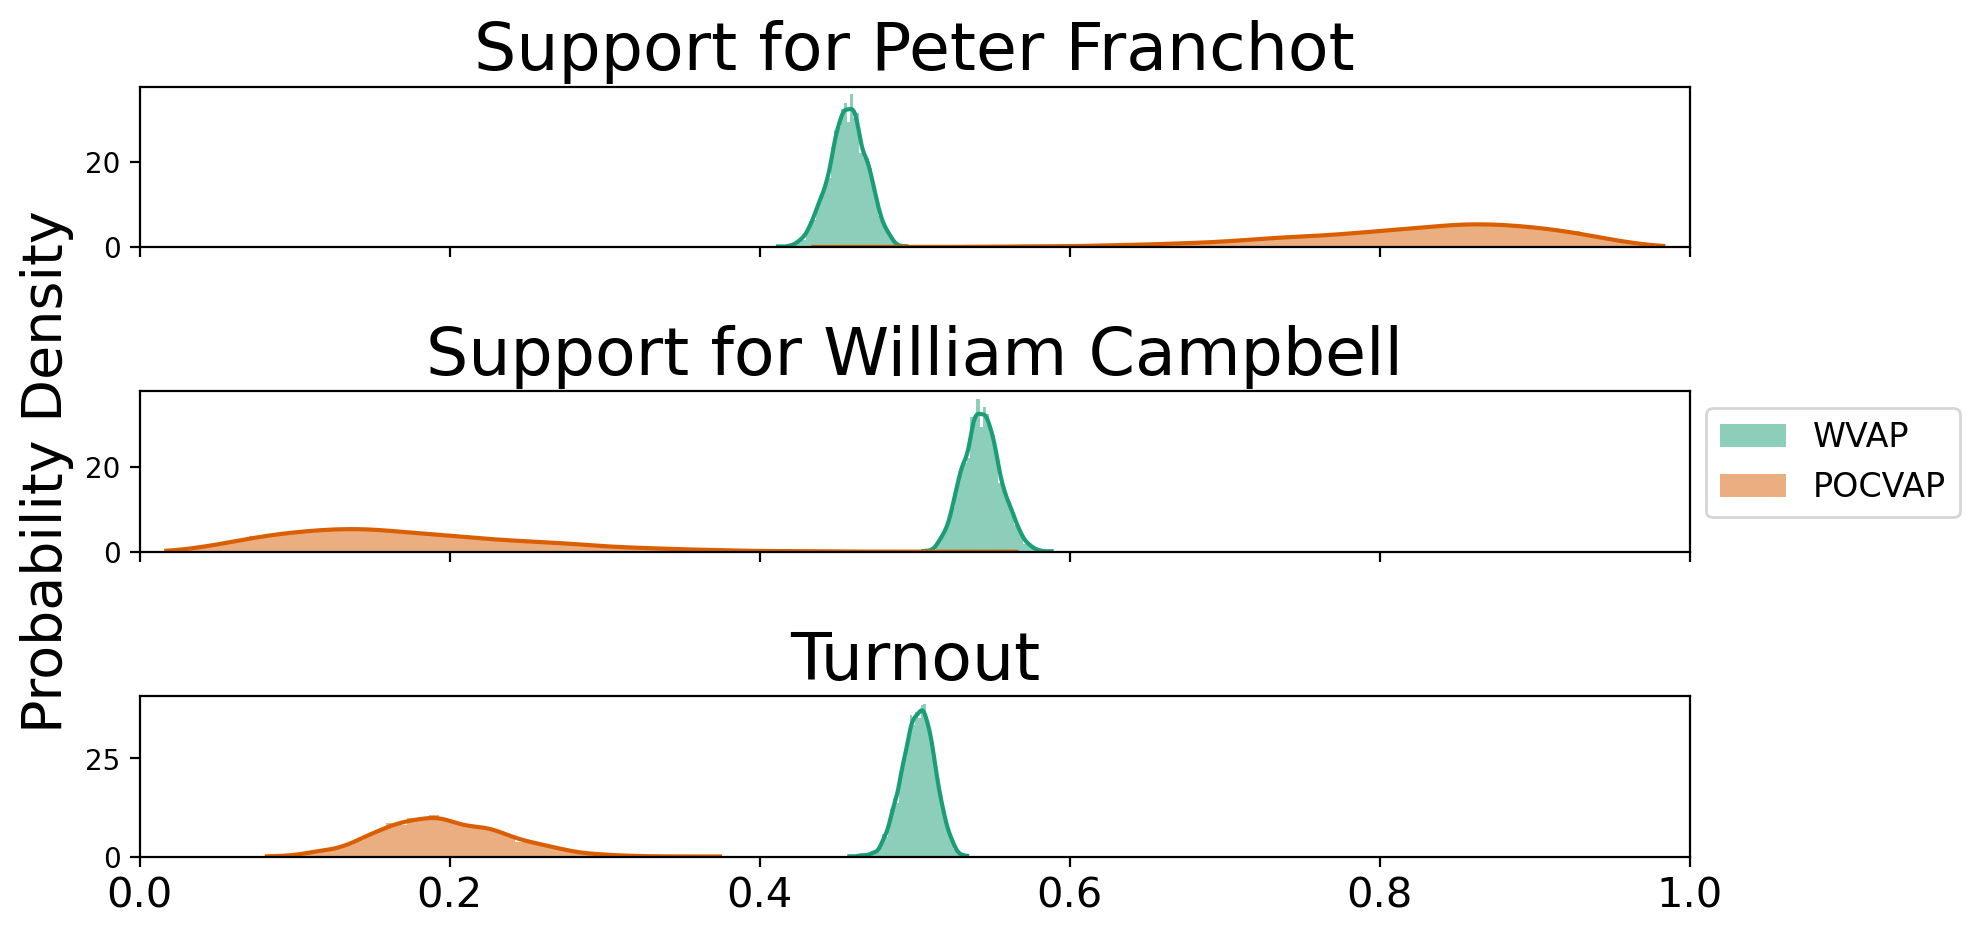 Support for Peter Franchot
20
0
Support for William Campbell
20
0
Turnout
25
0
0.0 0.2 0.4 0.6 0.8 1.0
Probability Density
WVAP
POCVAP